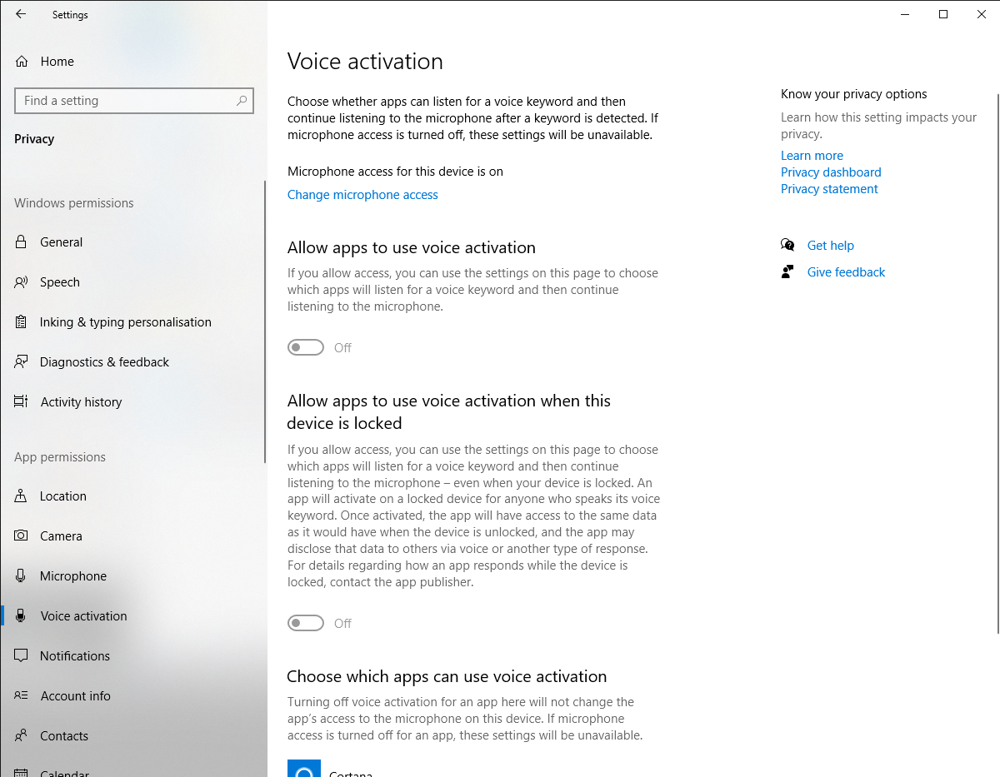 Settings
Home
Find a setting
Privacy
Windows permissions
General
Speech
Inking & typing personalisation
Diagnostics & feedback
Activity history
App permissions
Location
Camera
Microphone
Voice activation
Notifications
Account info
Contacts
Calendar
Voice activation
Choose whether apps can listen for a voice keyword and then
continue listening to the microphone after a keyword is detected. If
microphone access is turned off, these settings will be unavailable.
Microphone access for this device is on
Change microphone access
Allow apps to use voice activation
If you allow access, you can use the settings on this page to choose
which apps will listen for a voice keyword and then continue
listening to the microphone.
Off
Allow apps to use voice activation when this
device is locked
If you allow access, you can use the settings on this page to choose
which apps will listen for a voice keyword and then continue
listening to the microphone – even when your device is locked. An
app will activate on a locked device for anyone who speaks its voice
keyword. Once activated, the app will have access to the same data
as it would have when the device is unlocked, and the app may
disclose that data to others via voice or another type of response.
For details regarding how an app responds while the device is
locked, contact the app publisher.
Off
Choose which apps can use voice activation
Turning off voice activation for an app here will not change the
app’s access to the microphone on this device. If microphone
access is turned off for an app, these settings will be unavailable.
Cortana
Know your privacy options
Learn how this setting impacts your
privacy.
Learn more
Privacy dashboard
Privacy statement
Get help
Give feedback